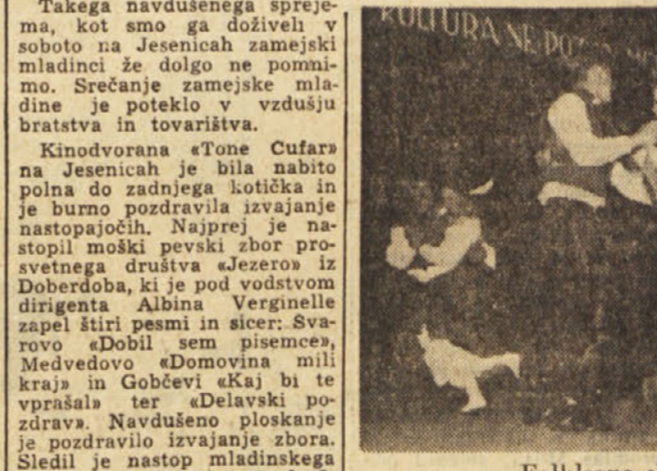 Takega navdušenega spreje-
ma, kot smo ga doživeli v
soboto na Jesenicah zamejski
mladinci že dolgo ne pomni-
mo. Srečanje zamejske mla-
dine je poteklo v vzdušju
bratstva in tovarištva.
Kinodvorana «Tone Cufar»
na Jesenicah je bila nabito
polna do zadnjega kotička in
je burno pozdravila izvajanje
nastopajočih. Najprej je na-
stopil moški pevski zbor pro-
svetnega društva «Jezero» iz
Doberdoba, ki je pod vodstvom
dirigenta Albina Verginelle
zapel štiri pesmi in sicer: Sva-
rovo «Dobil sem pisemce»,
Medvedovo «Domovina mili
kraj» in Gobčevi «Kaj bi te
vprašal» ter «Delavski po-
zdrav». Navdušeno ploskanje
je pozdravilo izvajanje zbora.
Sledil je nastop mladinskega
KULTURA NE